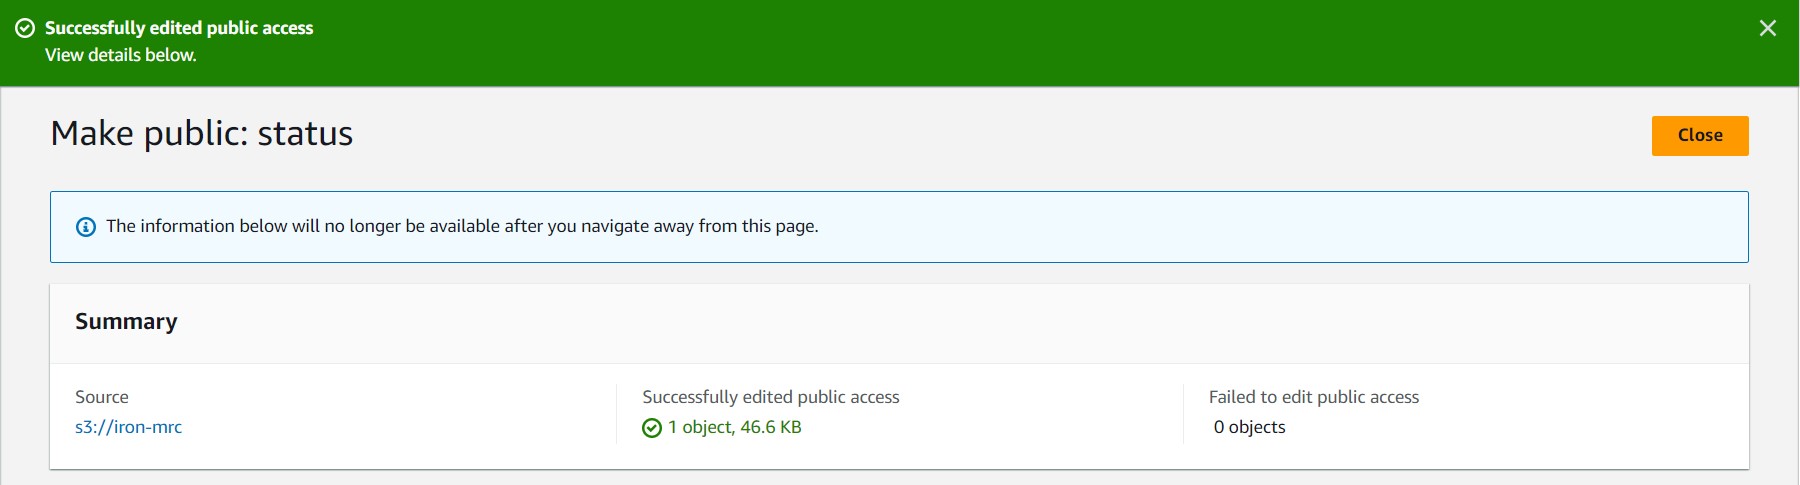 Successfully edited public access
View details below.
Make public: status
Close
The information below will no longer be available after you navigate away from this page.
Summary
Source
s3://iron-mrc
Successfully edited public access
1 object, 46.6 KB
Failed to edit public access
0 objects